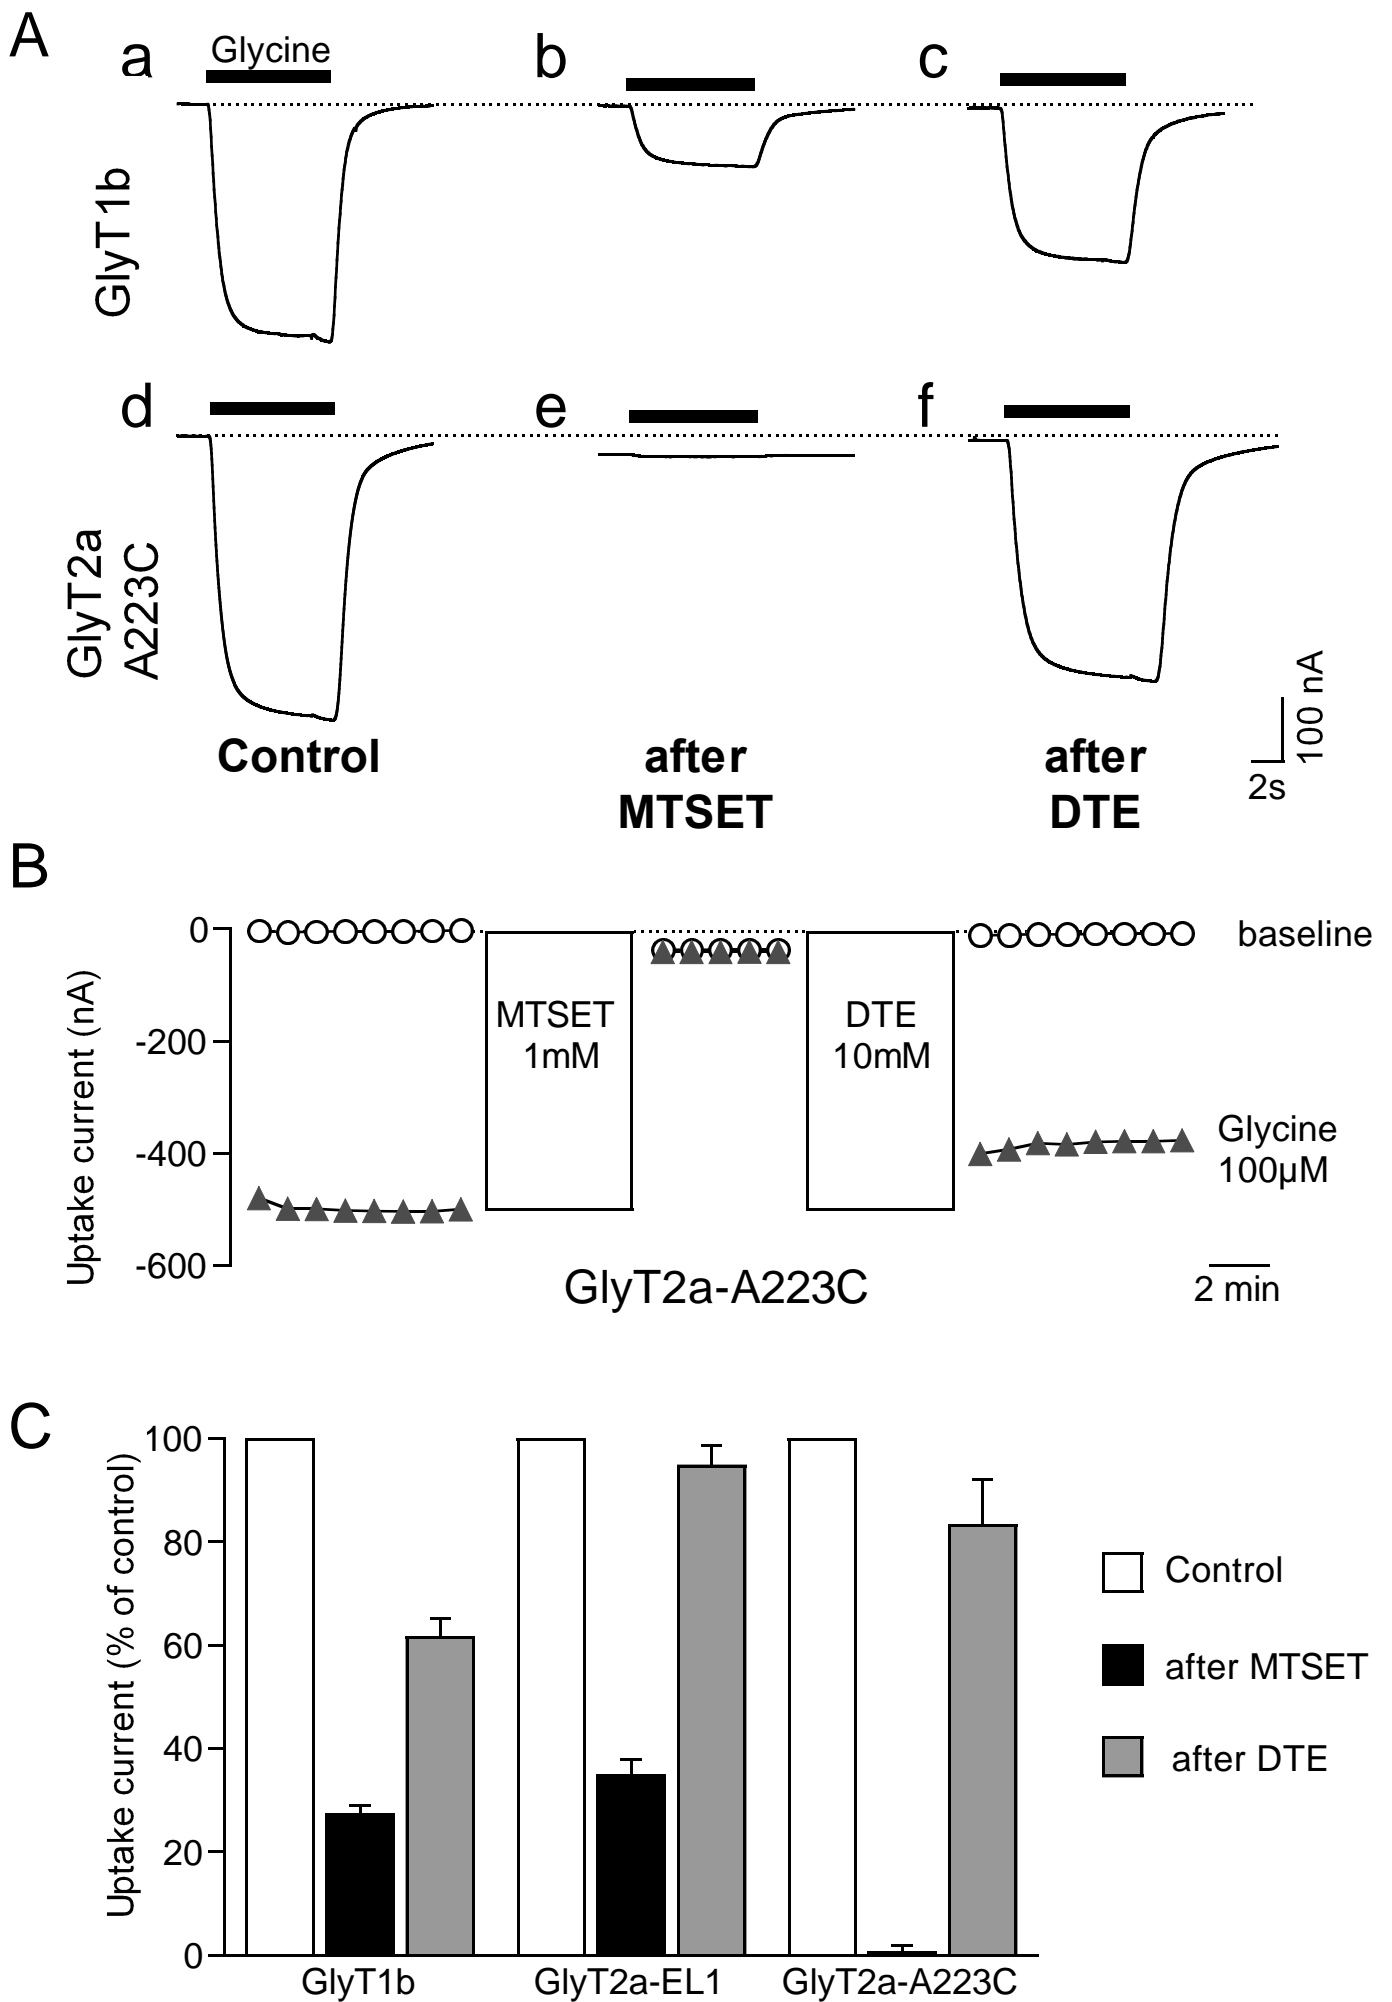 A
a
Glycine
b
c
GlyT1b
d
e
f
GlyT2a
A223C
Control
after
MTSET
after
DTE
100 nA
2s
B
Uptake current (nA)
0
-200
-400
-600
MTSET
1mM
DTE
10mM
baseline
Glycine
100µM
GlyT2a-A223C
2 min
C
Uptake current (% of control)
100
80
60
40
20
0
GlyT1b
GlyT2a-EL1
GlyT2a-A223C
Control
after MTSET
after DTE